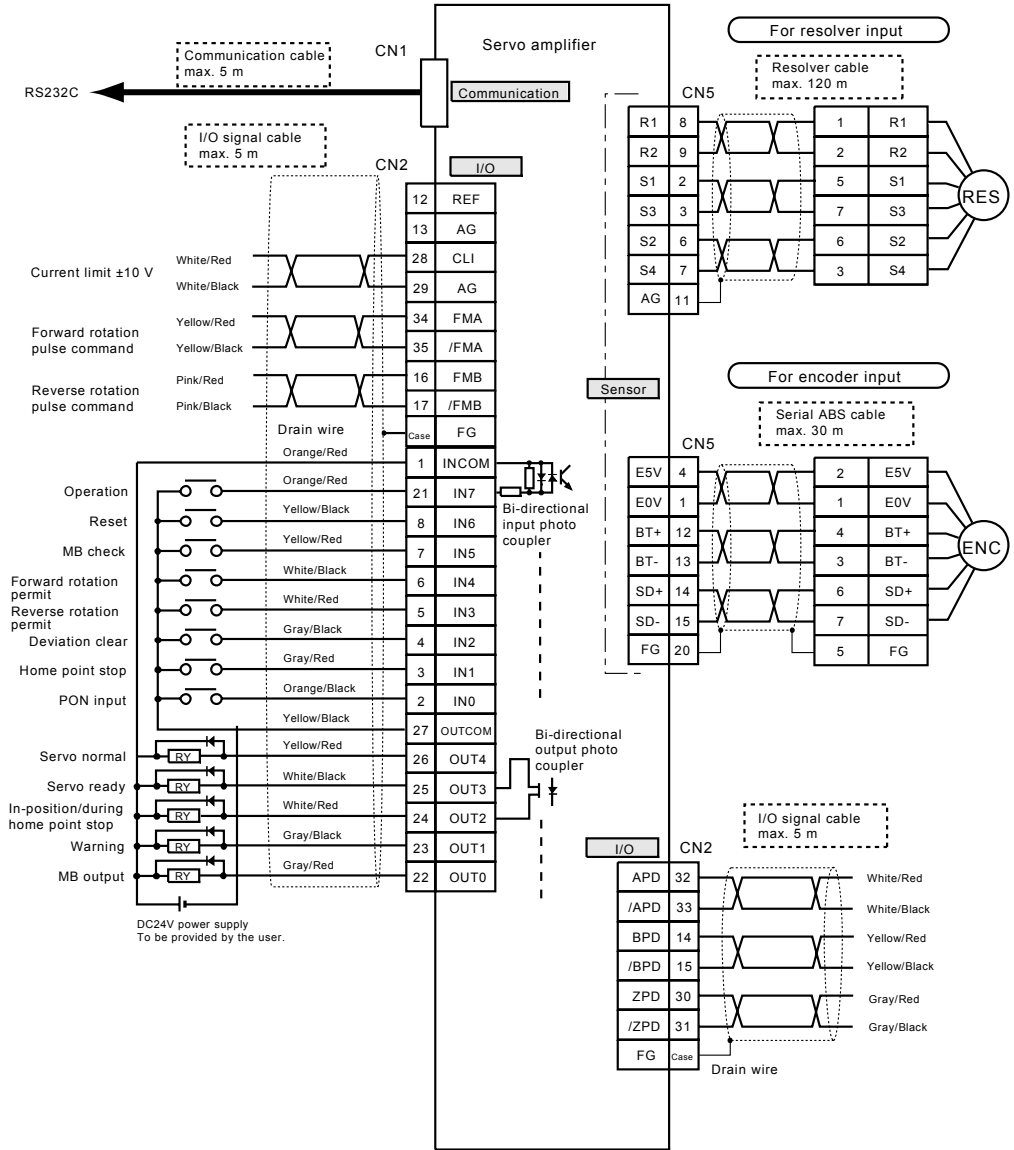 Servo amplifier
For resolver input
CN1
Communication cable
max. 5 m
RS232C
Communication
Resolver cable
max. 120 m
CN5
R1 8 1 R1
R2 9 2 R2
S1 2 5 S1
S3 3 7 S3
S2 6 6 S2
S4 7 3 S4
AG 11
RES
I/O signal cable
max. 5 m
CN2
I/O
12 REF
13 AG
Current limit ±10 V
White/Red 28 CLI
White/Black 29 AG
Forward rotation
pulse command
Yellow/Red 34 FMA
Yellow/Black 35 /FMA
Reverse rotation
pulse command
Pink/Red 16 FMB
Pink/Black 17 /FMB
Drain wire Case FG
Orange/Red 1 INCOM
Operation Orange/Red 21 IN7
Reset Yellow/Black 8 IN6
MB check Yellow/Red 7 IN5
Forward rotation
permit
White/Black 6 IN4
Reverse rotation
permit
White/Red 5 IN3
Deviation clear Gray/Black 4 IN2
Home point stop Gray/Red 3 IN1
PON input Orange/Black 2 IN0
Yellow/Black 27 OUTCOM
Servo normal RY Yellow/Red 26 OUT4
Servo ready RY White/Black 25 OUT3
In-position/during
home point stop
RY White/Red 24 OUT2
Warning RY Gray/Black 23 OUT1
MB output RY Gray/Red 22 OUT0
DC24V power supply
To be provided by the user.
Bi-directional
input photo
coupler
Bi-directional
output photo
coupler
Sensor
For encoder input
Serial ABS cable
max. 30 m
CN5
E5V 4 2 E5V
E0V 1 1 E0V
BT+ 12 4 BT+
BT- 13 3 BT-
SD+ 14 6 SD+
SD- 15 7 SD-
FG 20 5 FG
ENC
I/O signal cable
max. 5 m
I/O
CN2
APD 32 White/Red
/APD 33 White/Black
BPD 14 Yellow/Red
/BPD 15 Yellow/Black
ZPD 30 Gray/Red
/ZPD 31 Gray/Black
FG Case
Drain wire